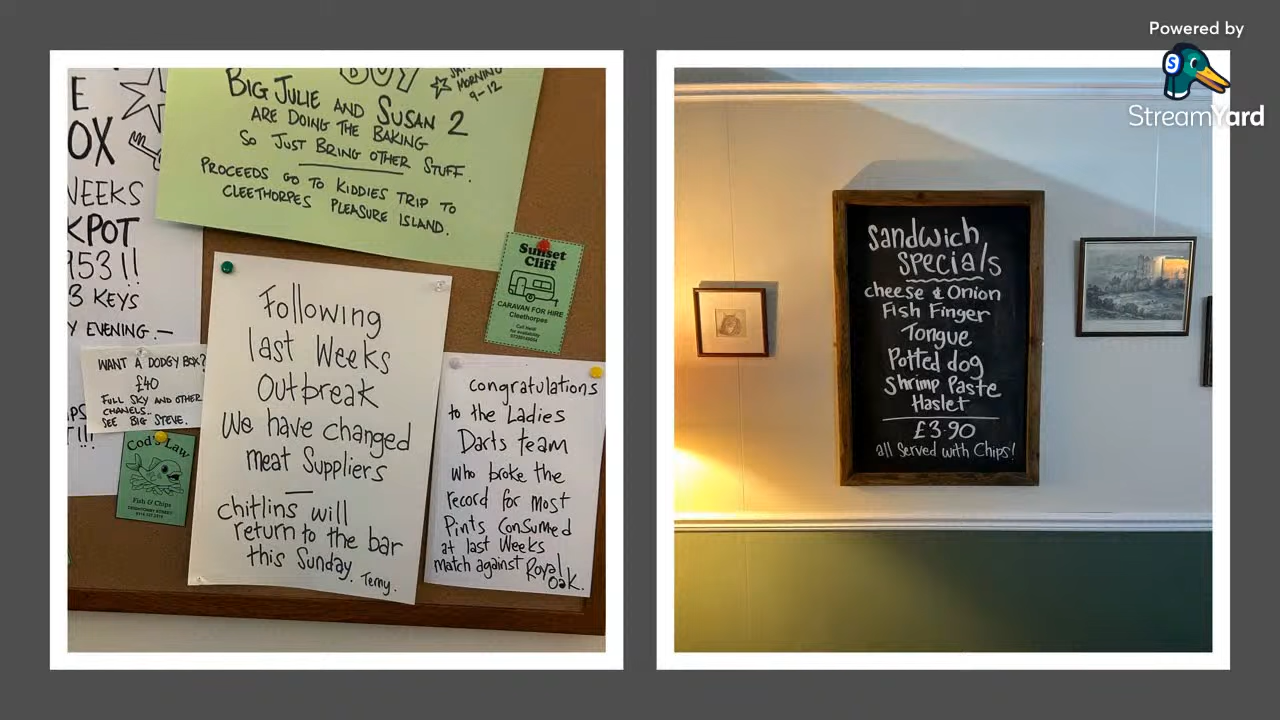 Powered by
StreamYard
BUY
MORNING
9-12
BIG JULIE AND SUSAN 2
ARE DOING THE BAKING
SO JUST BRING OTHER STUFF.
PROCEEDS GO TO KIDDIES TRIP TO
CLEETHORPES PLEASURE ISLAND.
E
OX
WEEKS
KPOT
953!!
3 KEYS
Y EVENING.—
WANT A DODGY BOX?
£40
FULL SKY AND OTHER
CHANELS..
SEE BIG STEVE.
Cod's Law
Fish & Chips
Sunset
Cliff
CARAVAN FOR HIRE
Cleethorpes
Following
last Weeks
Outbreak
We have changed
meat Suppliers
chitlins will
return to the bar
this Sunday.
Terry.
congratulations
to the Ladies
Darts team
who broke the
record for most
Pints Consumed
at last Weeks
match against Royal
Oak.
Sandwich
Specials
cheese & Onion
Fish Finger
Tongue
Potted dog
Shrimp Paste
Haslet
£3.90
all Served with Chips!